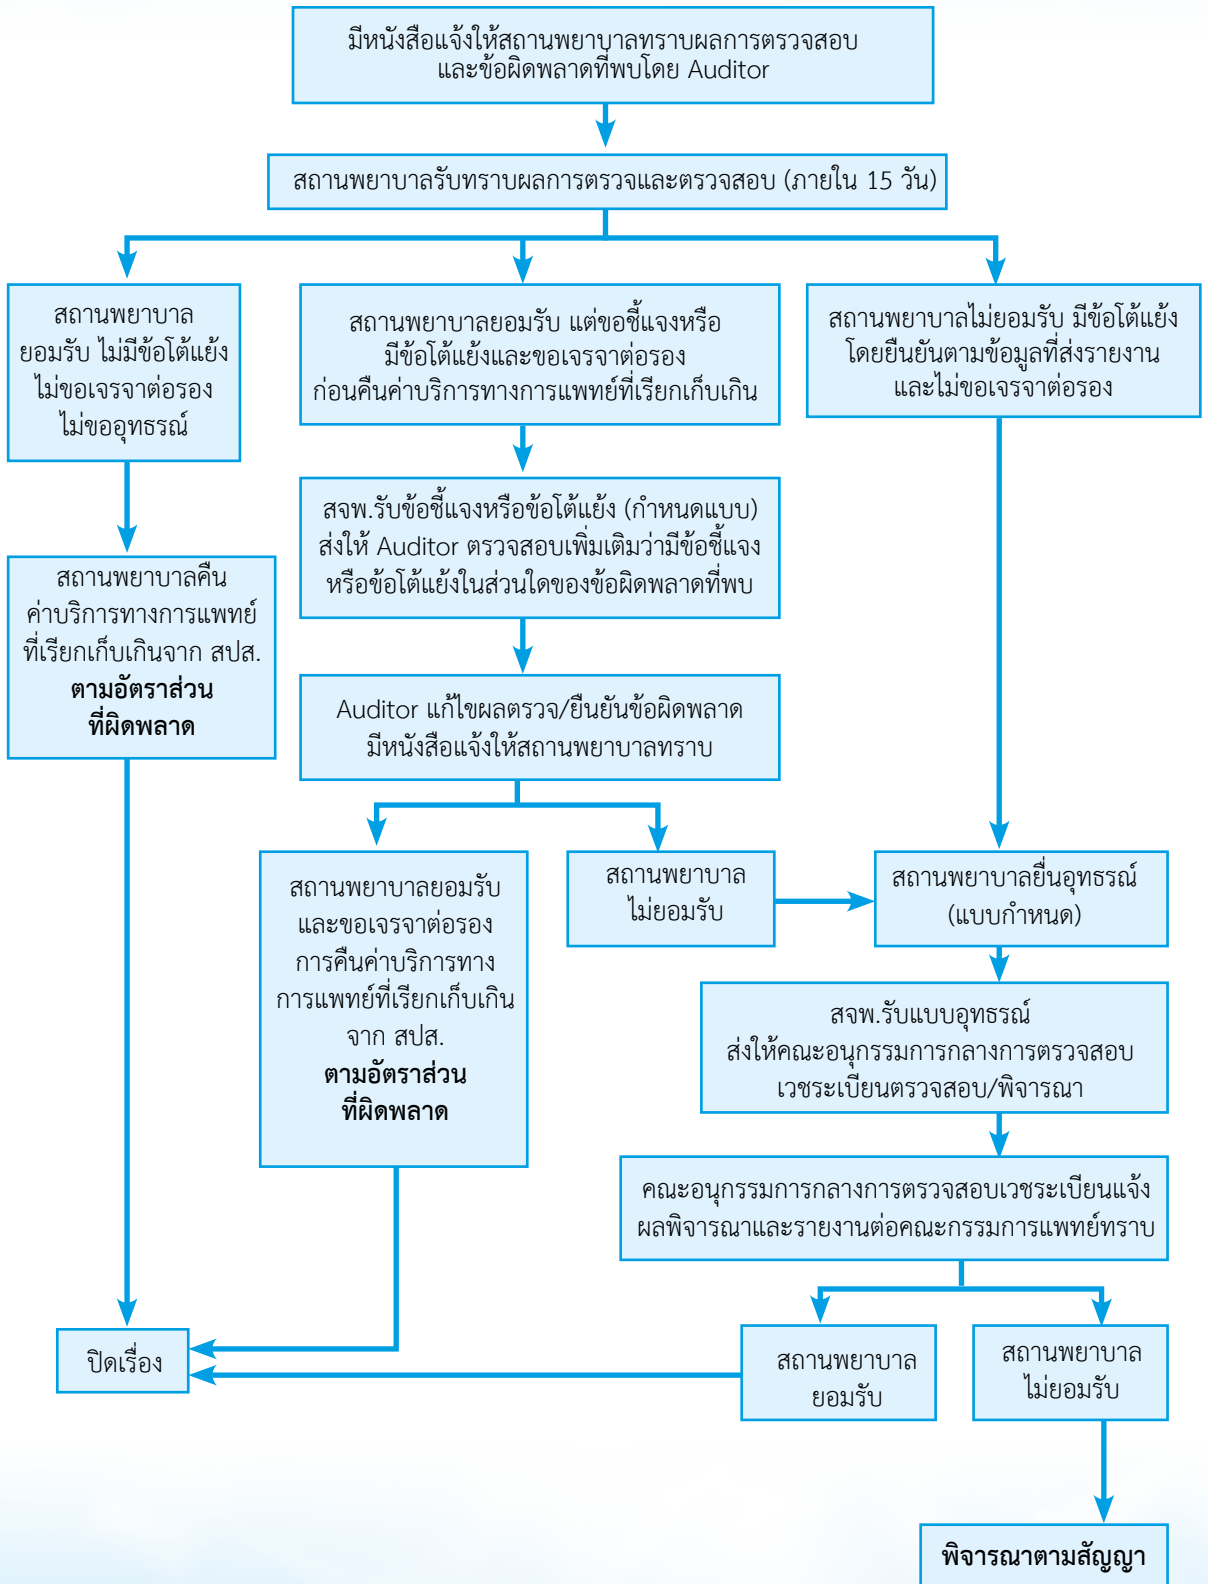 มีหนังสือแจ้งให้สถานพยาบาลทราบผลการตรวจสอบ
และข้อผิดพลาดที่พบโดย Auditor
สถานพยาบาลรับทราบผลการตรวจและตรวจสอบ (ภายใน 15 วัน)
สถานพยาบาล
ยอมรับ ไม่มีข้อโต้แย้ง
ไม่ขอเจรจาต่อรอง
ไม่ขออุทธรณ์
สถานพยาบาลยอมรับ แต่ขอชี้แจงหรือ
มีข้อโต้แย้งและขอเจรจาต่อรอง
ก่อนคืนค่าบริการทางการแพทย์ที่เรียกเก็บเกิน
สถานพยาบาลไม่ยอมรับ มีข้อโต้แย้ง
โดยยืนยันตามข้อมูลที่ส่งรายงาน
และไม่ขอเจรจาต่อรอง
สจพ.รับข้อชี้แจงหรือข้อโต้แย้ง (กำหนดแบบ)
ส่งให้ Auditor ตรวจสอบเพิ่มเติมว่ามีข้อชี้แจง
หรือข้อโต้แย้งในส่วนใดของข้อผิดพลาดที่พบ
สถานพยาบาลคืน
ค่าบริการทางการแพทย์
ที่เรียกเก็บเกินจาก สปส.
ตามอัตราส่วน
ที่ผิดพลาด
Auditor แก้ไขผลตรวจ/ยืนยันข้อผิดพลาด
มีหนังสือแจ้งให้สถานพยาบาลทราบ
สถานพยาบาลยอมรับ
และขอเจรจาต่อรอง
การคืนค่าบริการทาง
การแพทย์ที่เรียกเก็บเกิน
จาก สปส.
ตามอัตราส่วน
ที่ผิดพลาด
สถานพยาบาล
ไม่ยอมรับ
สถานพยาบาลยื่นอุทธรณ์
(แบบกำหนด)
สจพ.รับแบบอุทธรณ์
ส่งให้คณะอนุกรรมการกลางการตรวจสอบ
เวชระเบียนตรวจสอบ/พิจารณา
คณะอนุกรรมการกลางการตรวจสอบเวชระเบียนแจ้ง
ผลพิจารณาและรายงานต่อคณะกรรมการแพทย์ทราบ
ปิดเรื่อง
สถานพยาบาล
ยอมรับ
สถานพยาบาล
ไม่ยอมรับ
พิจารณาตามสัญญา